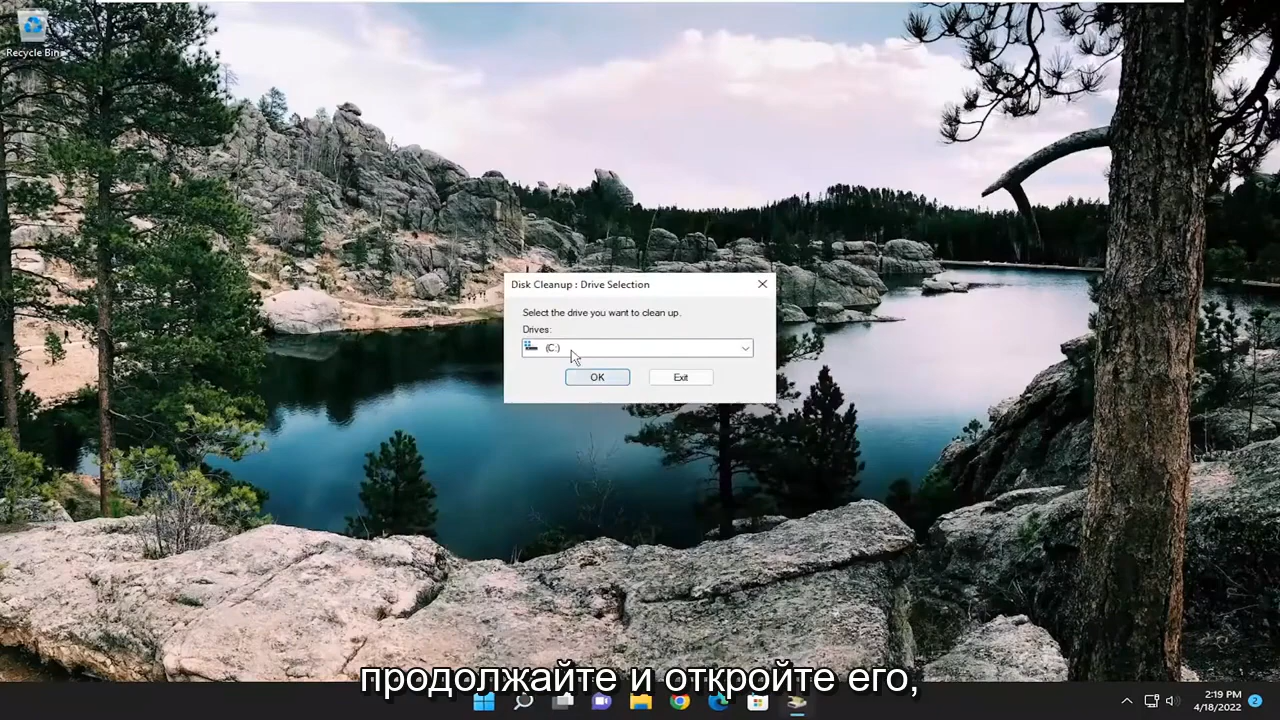 Recycle Bin
Disk Cleanup : Drive Selection
Select the drive you want to clean up.
Drives:
(C:)
OK
Exit
продолжайте и откройте его,
2:19 PM
4/18/2022
2